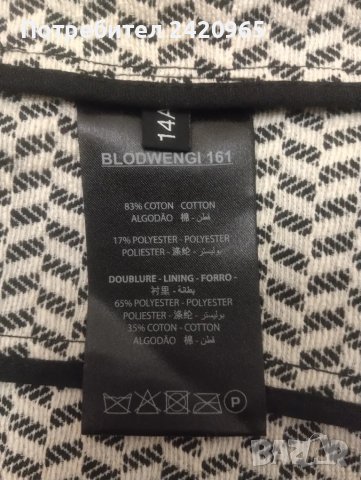 Потребител 2420965
14A
BLODWENGI 161
83% COTON - COTTON
ALGODÃO 棉 - قطن
17% POLYESTER - POLYESTER
POLIESTER - 涤纶 - بوليستر
DOUBLURE - LINING - FORRO -
衬里 - بطانة
65% POLYESTER - POLYESTER
POLIESTER - 涤纶 - بوليستر
35% COTON - COTTON
ALGODÃO 棉 - قطن
P
bazar